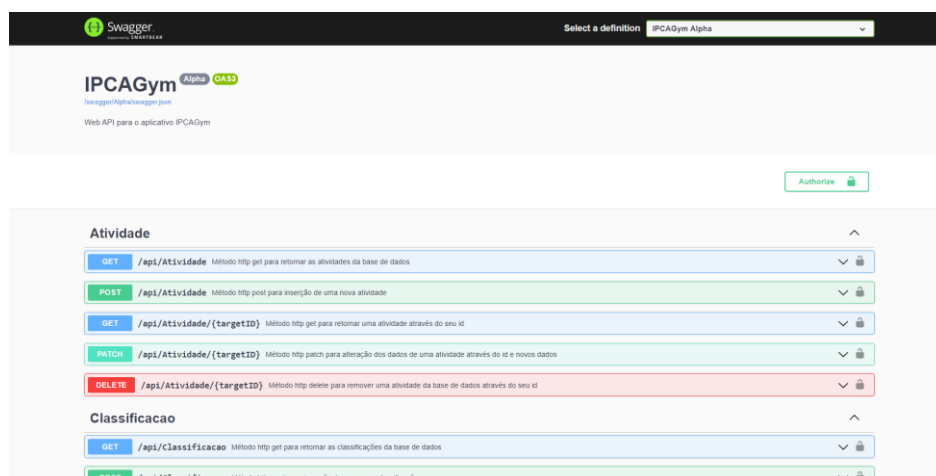 Swagger
Supported by SMARTBEAR
Select a definition IPCAGym Alpha
IPCAGym Alpha OAS3
/swagger/Alpha/swagger.json
Web API para o aplicativo IPCAGym
Authorize
Atividade
GET /api/Atividade Método http get para retornar as atividades da base de dados
POST /api/Atividade Método http post para inserção de uma nova atividade
GET /api/Atividade/{targetID} Método http get para retornar uma atividade através do seu id
PATCH /api/Atividade/{targetID} Método http patch para alteração dos dados de uma atividade através do id e novos dados
DELETE /api/Atividade/{targetID} Método http delete para remover uma atividade da base de dados através do seu id
Classificacao
GET /api/Classificacao Método http get para retornar as classificações da base de dados